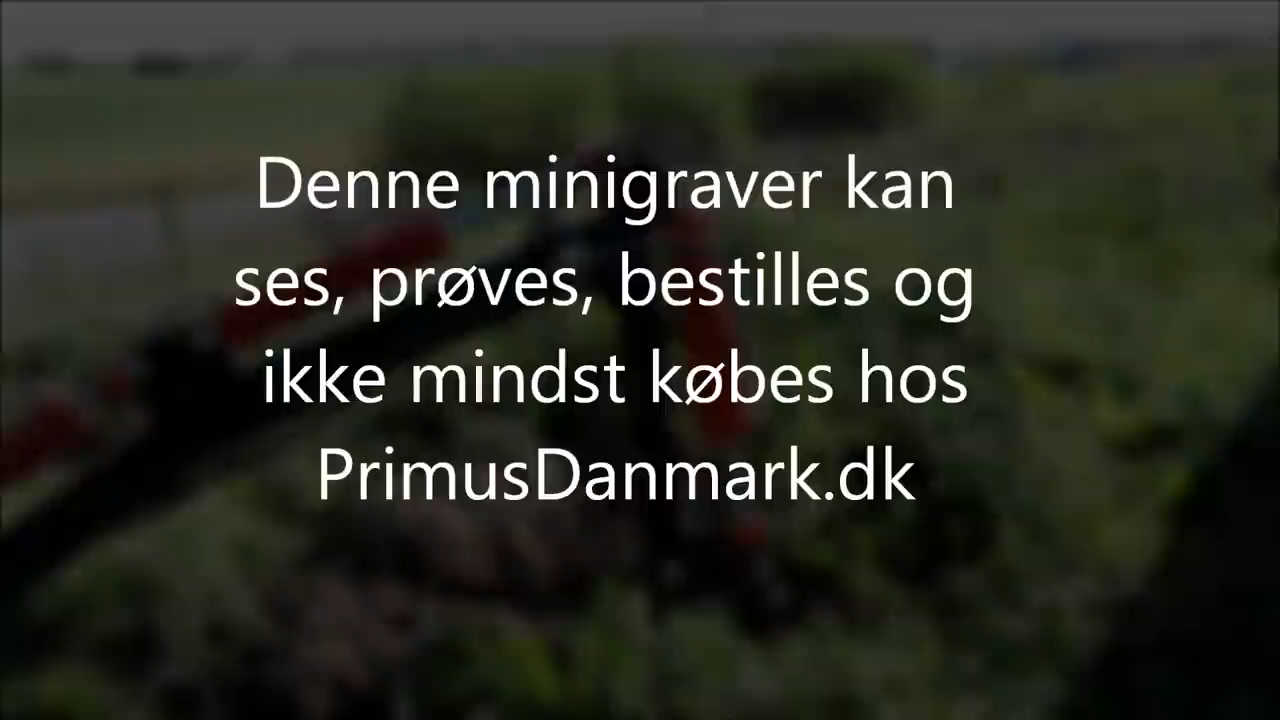 Denne minigraver kan
ses, prøves, bestilles og
ikke mindst købes hos
PrimusDanmark.dk